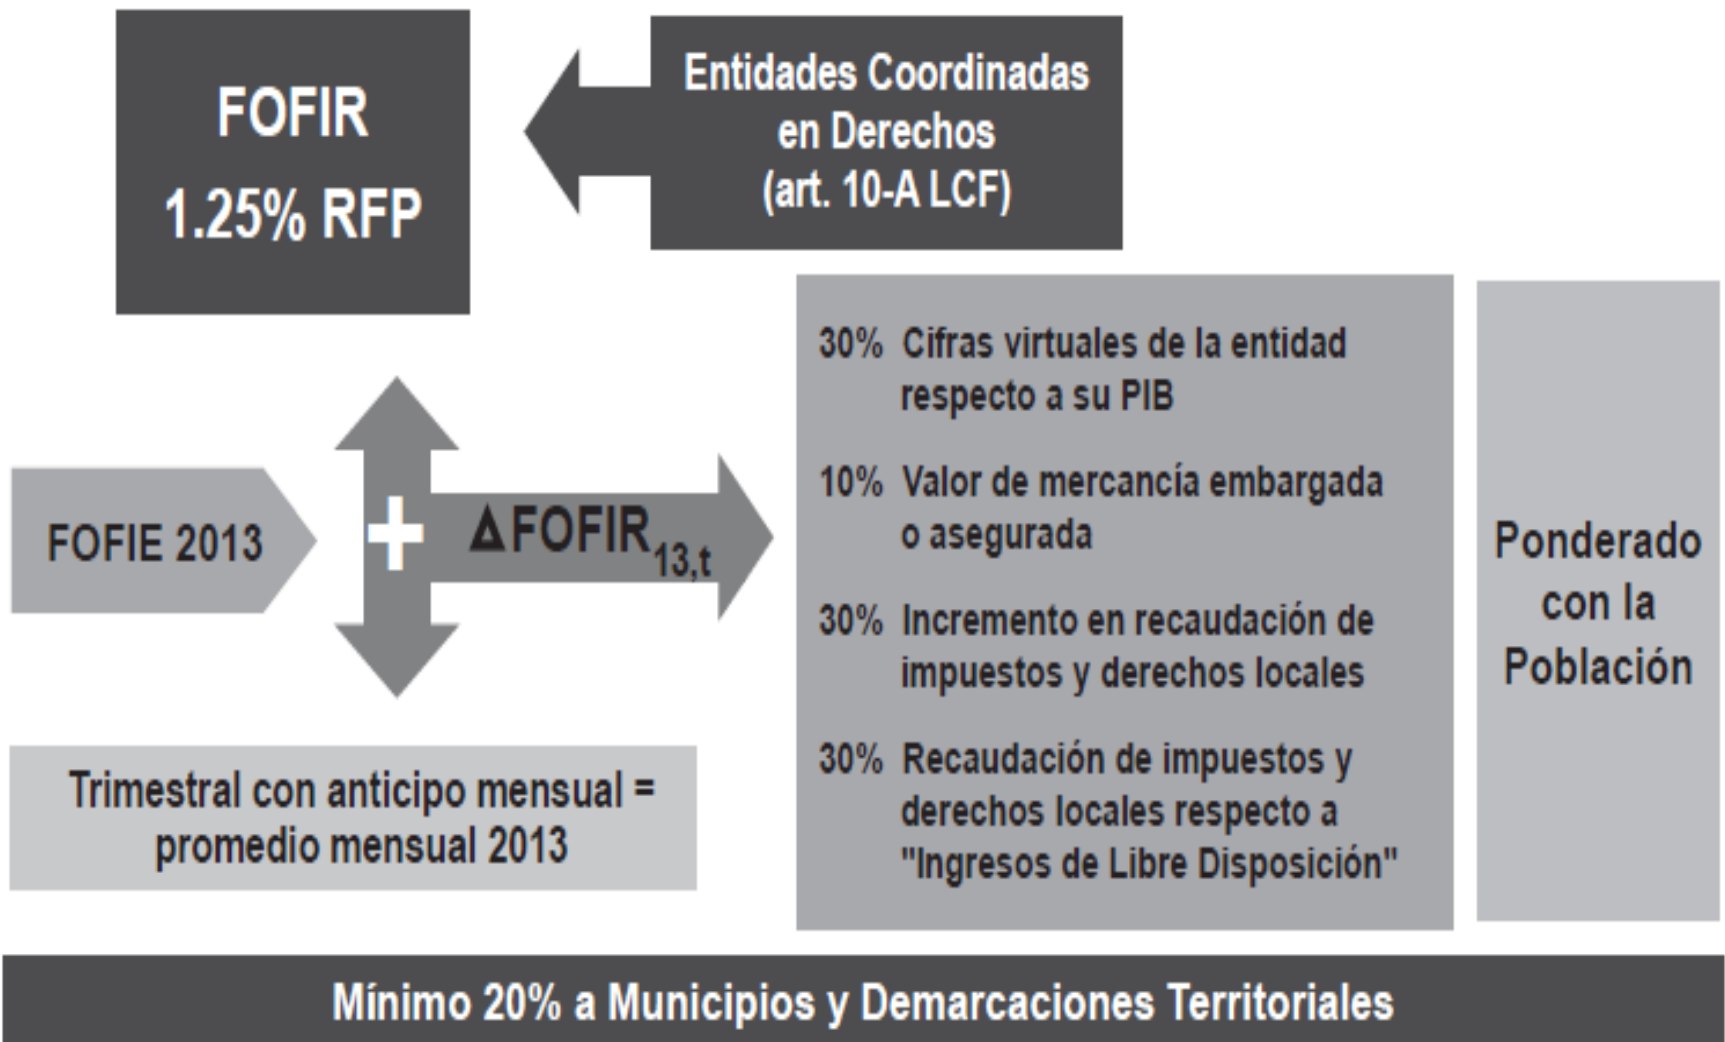 FOFIR
1.25% RFP
Entidades Coordinadas
en Derechos
(art. 10-A LCF)
FOFIE 2013
+
ΔFOFIR13,t
Trimestral con anticipo mensual =
promedio mensual 2013
30% Cifras virtuales de la entidad
respecto a su PIB
10% Valor de mercancía embargada
o asegurada
30% Incremento en recaudación de
impuestos y derechos locales
30% Recaudación de impuestos y
derechos locales respecto a
"Ingresos de Libre Disposición"
Ponderado
con la
Población
Mínimo 20% a Municipios y Demarcaciones Territoriales